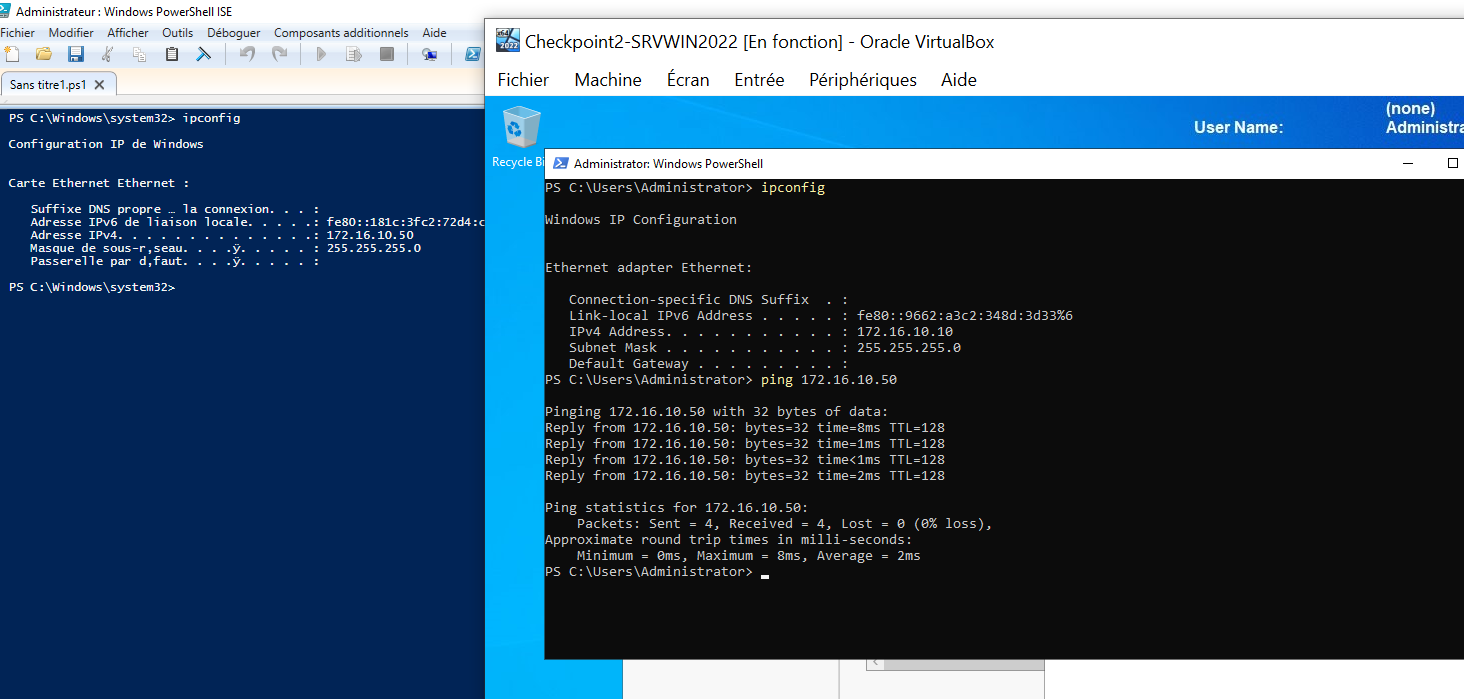 Administrateur : Windows PowerShell ISE
Fichier Modifier Afficher Outils Déboguer Composants additionnels Aide
Sans titre1.ps1
PS C:\Windows\system32> ipconfig
Configuration IP de Windows
Carte Ethernet Ethernet :
Suffixe DNS propre … la connexion. . . :
Adresse IPv6 de liaison locale. . . . .: fe80::181c:3fc2:72d4:c
Adresse IPv4. . . . . . . . . . . . . .: 172.16.10.50
Masque de sous-r‚seau. . . .ÿ. . . . . : 255.255.255.0
Passerelle par d‚faut. . . .ÿ. . . . . :
PS C:\Windows\system32>
x64
2022
Checkpoint2-SRVWIN2022 [En fonction] - Oracle VirtualBox
Fichier Machine Écran Entrée Périphériques Aide
Recycle Bi
(none)
User Name: Administra
Administrator: Windows PowerShell
PS C:\Users\Administrator> ipconfig
Windows IP Configuration
Ethernet adapter Ethernet:
Connection-specific DNS Suffix . :
Link-local IPv6 Address . . . . . : fe80::9662:a3c2:348d:3d33%6
IPv4 Address. . . . . . . . . . . : 172.16.10.10
Subnet Mask . . . . . . . . . . . : 255.255.255.0
Default Gateway . . . . . . . . . :
PS C:\Users\Administrator> ping 172.16.10.50
Pinging 172.16.10.50 with 32 bytes of data:
Reply from 172.16.10.50: bytes=32 time=8ms TTL=128
Reply from 172.16.10.50: bytes=32 time=1ms TTL=128
Reply from 172.16.10.50: bytes=32 time<1ms TTL=128
Reply from 172.16.10.50: bytes=32 time=2ms TTL=128
Ping statistics for 172.16.10.50:
Packets: Sent = 4, Received = 4, Lost = 0 (0% loss),
Approximate round trip times in milli-seconds:
Minimum = 0ms, Maximum = 8ms, Average = 2ms
PS C:\Users\Administrator>